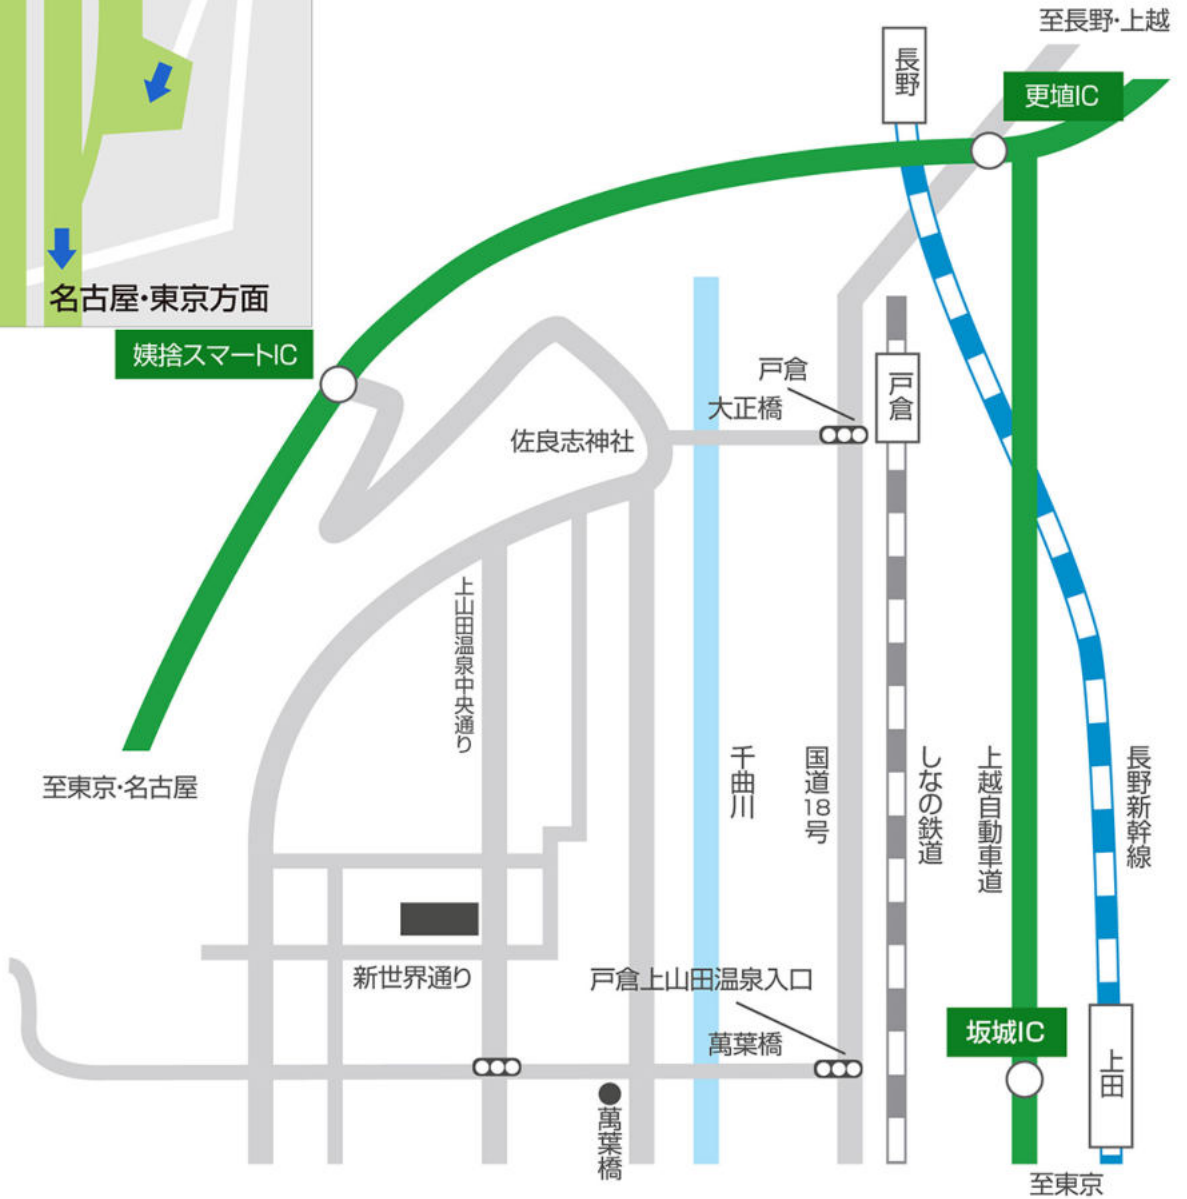 至長野・上越
長野
更埴IC
名古屋・東京方面
姨捨スマートIC
戸倉
大正橋
戸倉
佐良志神社
上山田温泉中央通り
至東京・名古屋
千曲川
国道18号
しなの鉄道
上越自動車道
長野新幹線
新世界通り
戸倉上山田温泉入口
萬葉橋
坂城IC
上田
萬葉橋
至東京